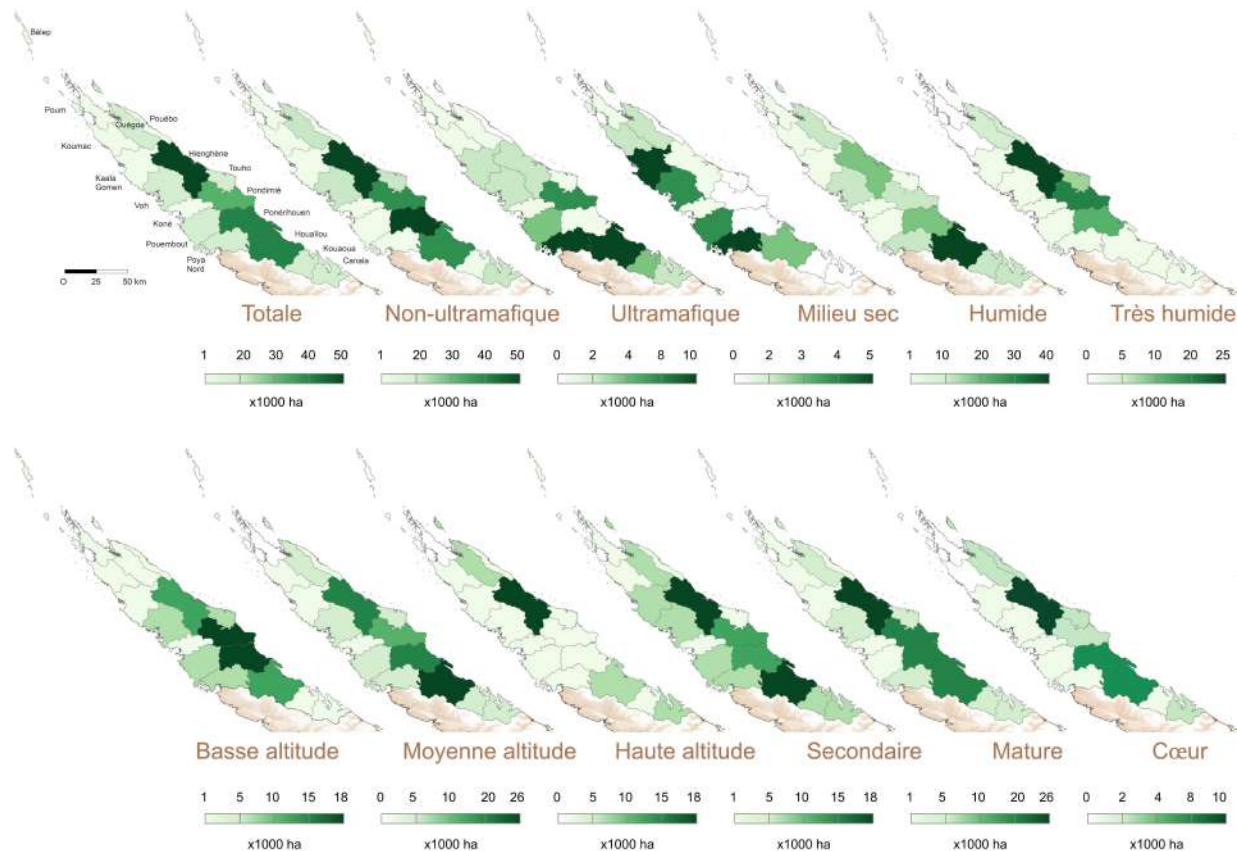 Bélep
Poum
Ouégoa
Pouébo
Koumac
Hienghène
Touho
Kaala
Gomen
Poindimié
Voh
Ponérihouen
Koné
Houaïlou
Pouembout
Kouaoua
Canala
Poya
Nord
0 25 50 km
Totale Non-ultramafique Ultramafique Milieu sec Humide Très humide
1 20 30 50 1 20 30 40 50 0 2 4 8 10 0 2 3 4 5 1 10 20 30 40 0 5 10 20 25
x1000 ha x1000 ha x1000 ha x1000 ha x1000 ha x1000 ha
Basse altitude Moyenne altitude Haute altitude Secondaire Mature Cœur
1 5 10 15 18 0 5 10 20 26 0 5 10 15 18 1 5 10 15 18 0 5 10 20 26 0 2 4 8 10
x1000 ha x1000 ha x1000 ha x1000 ha x1000 ha x1000 ha